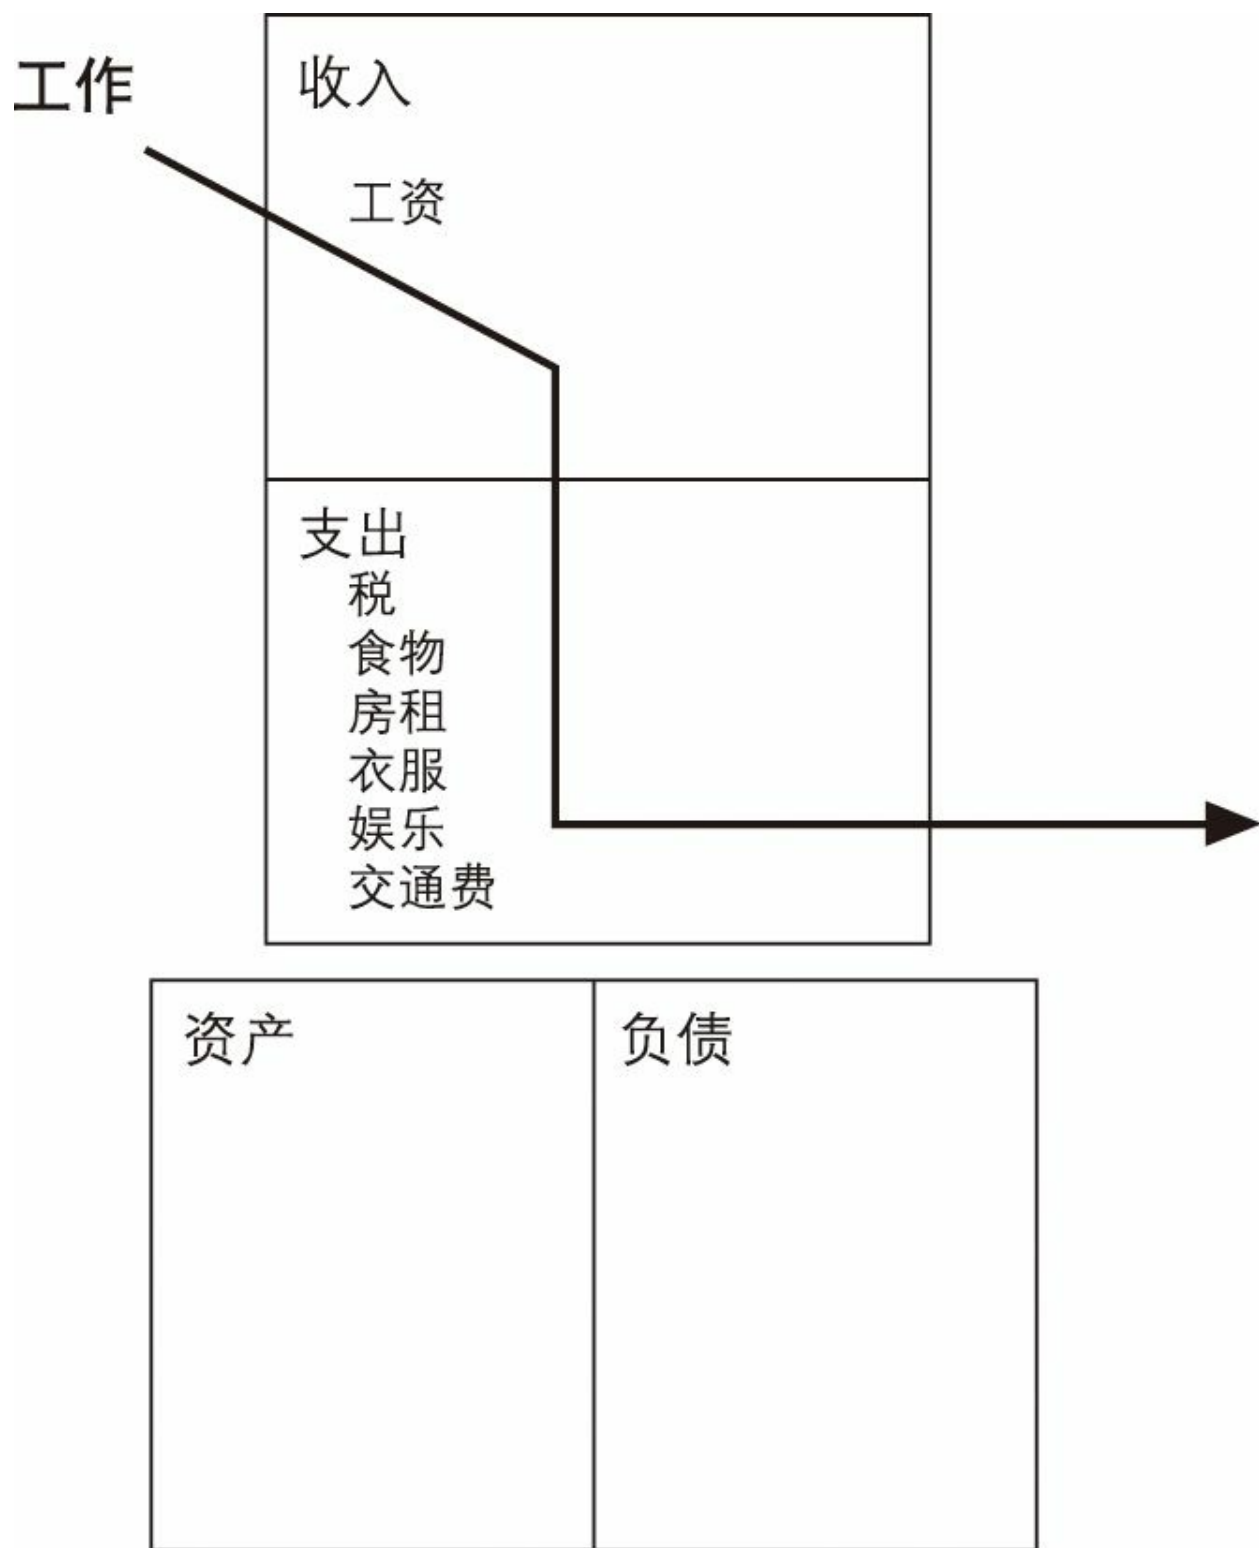 工作
收入
工资
支出
税
食物
房租
衣服
娱乐
交通费
资产
负债